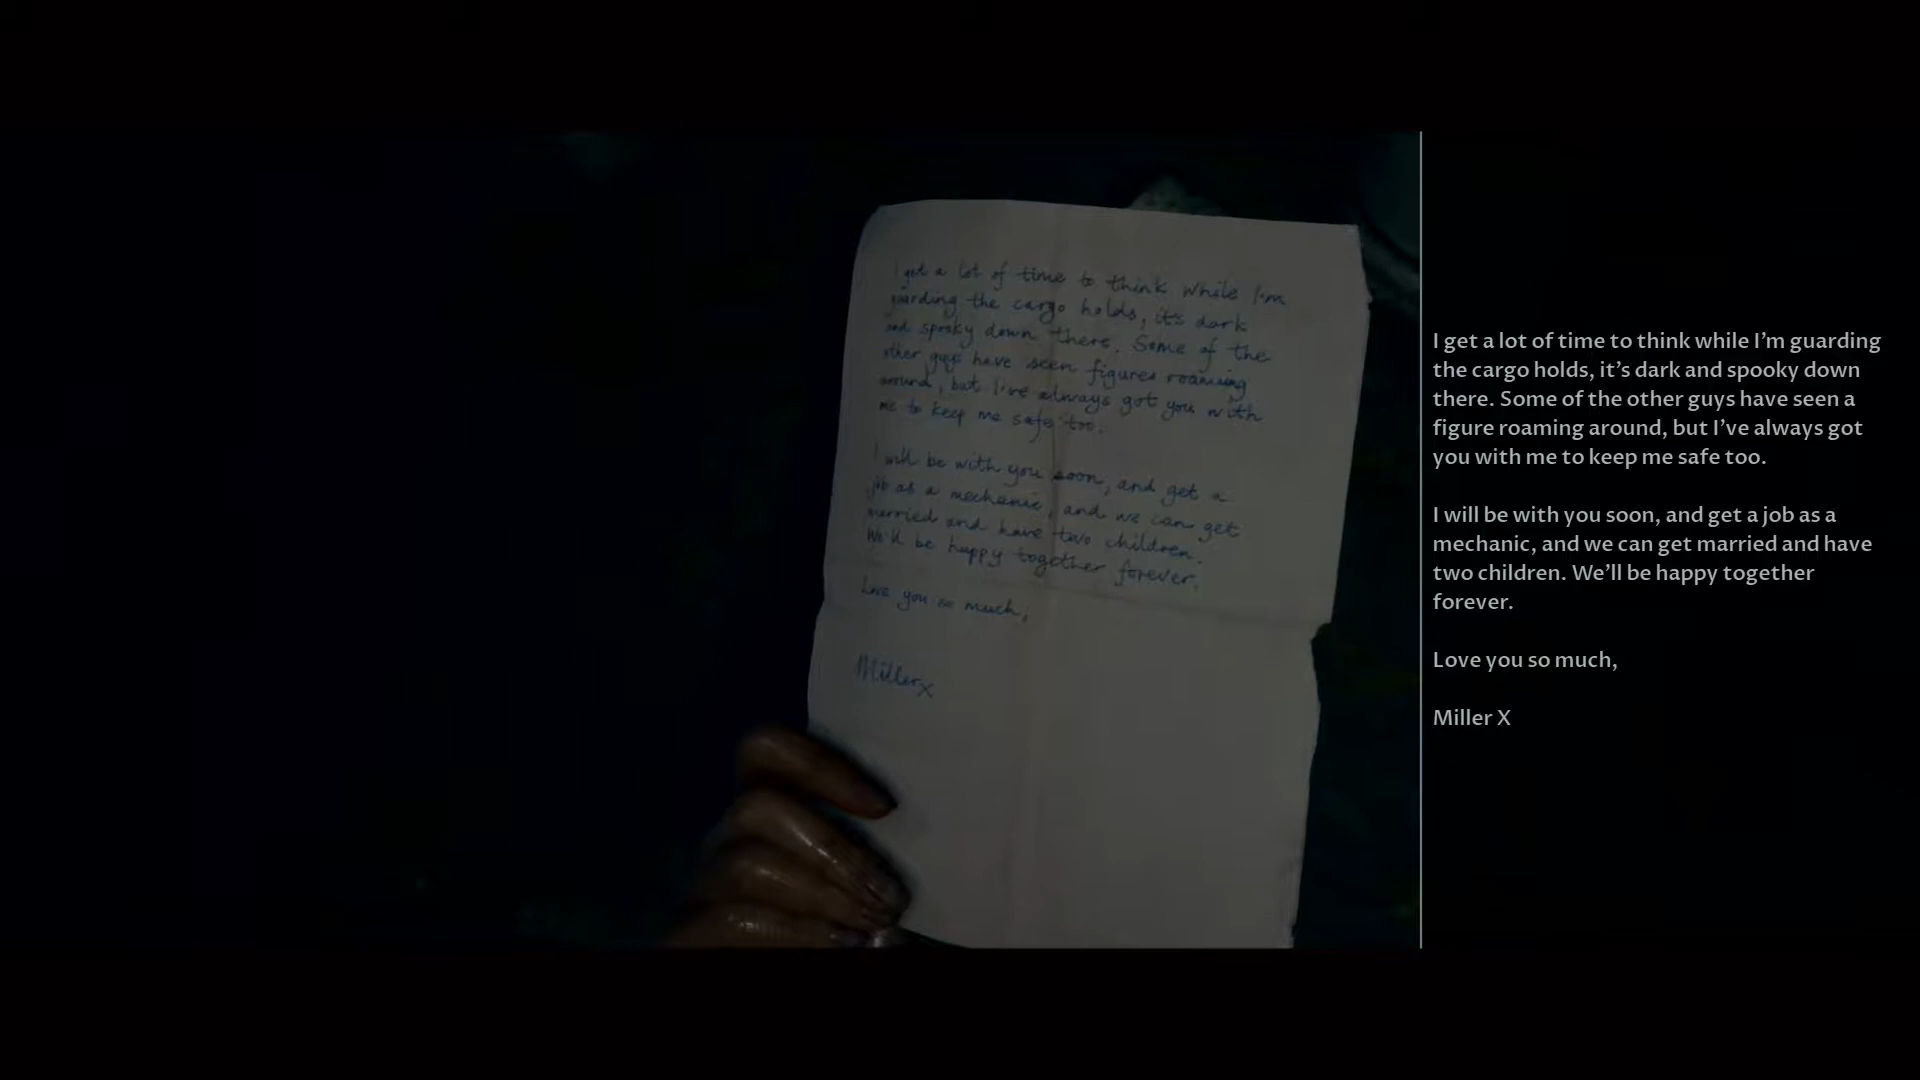 I get a lot of time to think while I'm
guarding the cargo holds, it's dark
and spooky down there. Some of the
other guys have seen figures roaming
around, but I've always got you with
me to keep me safe too.
I will be with you soon, and get a
job as a mechanic, and we can get
married and have two children.
We'll be happy together forever.
Love you so much,
Miller x
I get a lot of time to think while I'm guarding
the cargo holds, it's dark and spooky down
there. Some of the other guys have seen a
figure roaming around, but I've always got
you with me to keep me safe too.
I will be with you soon, and get a job as a
mechanic, and we can get married and have
two children. We'll be happy together
forever.
Love you so much,
Miller X